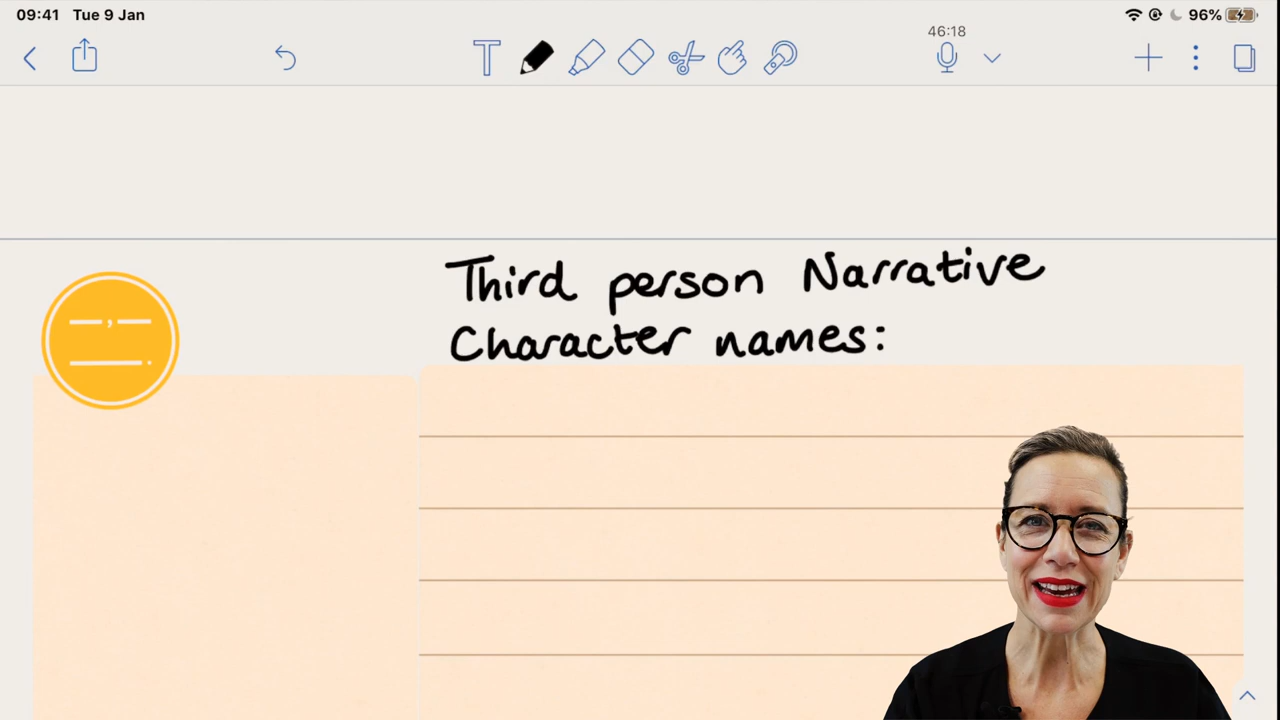 09:41 Tue 9 Jan 96%
46:18
T
Third person Narrative
Character names: